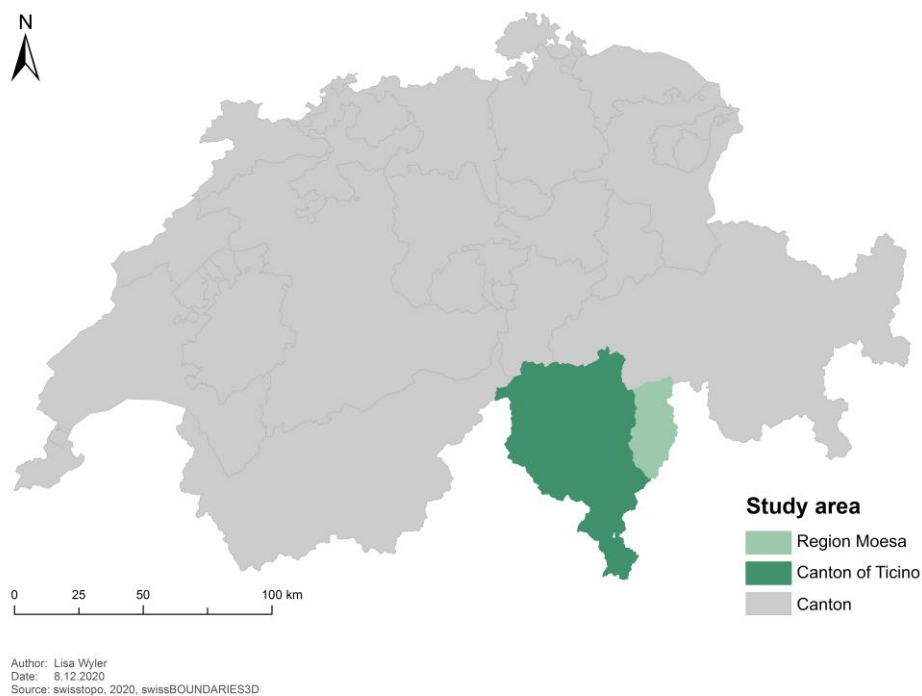 N
Study area
Region Moesa
Canton of Ticino
Canton
0 25 50 100 km
Author: Lisa Wyler
Date: 8.12.2020
Source: swisstopo, 2020, swissBOUNDARIES3D